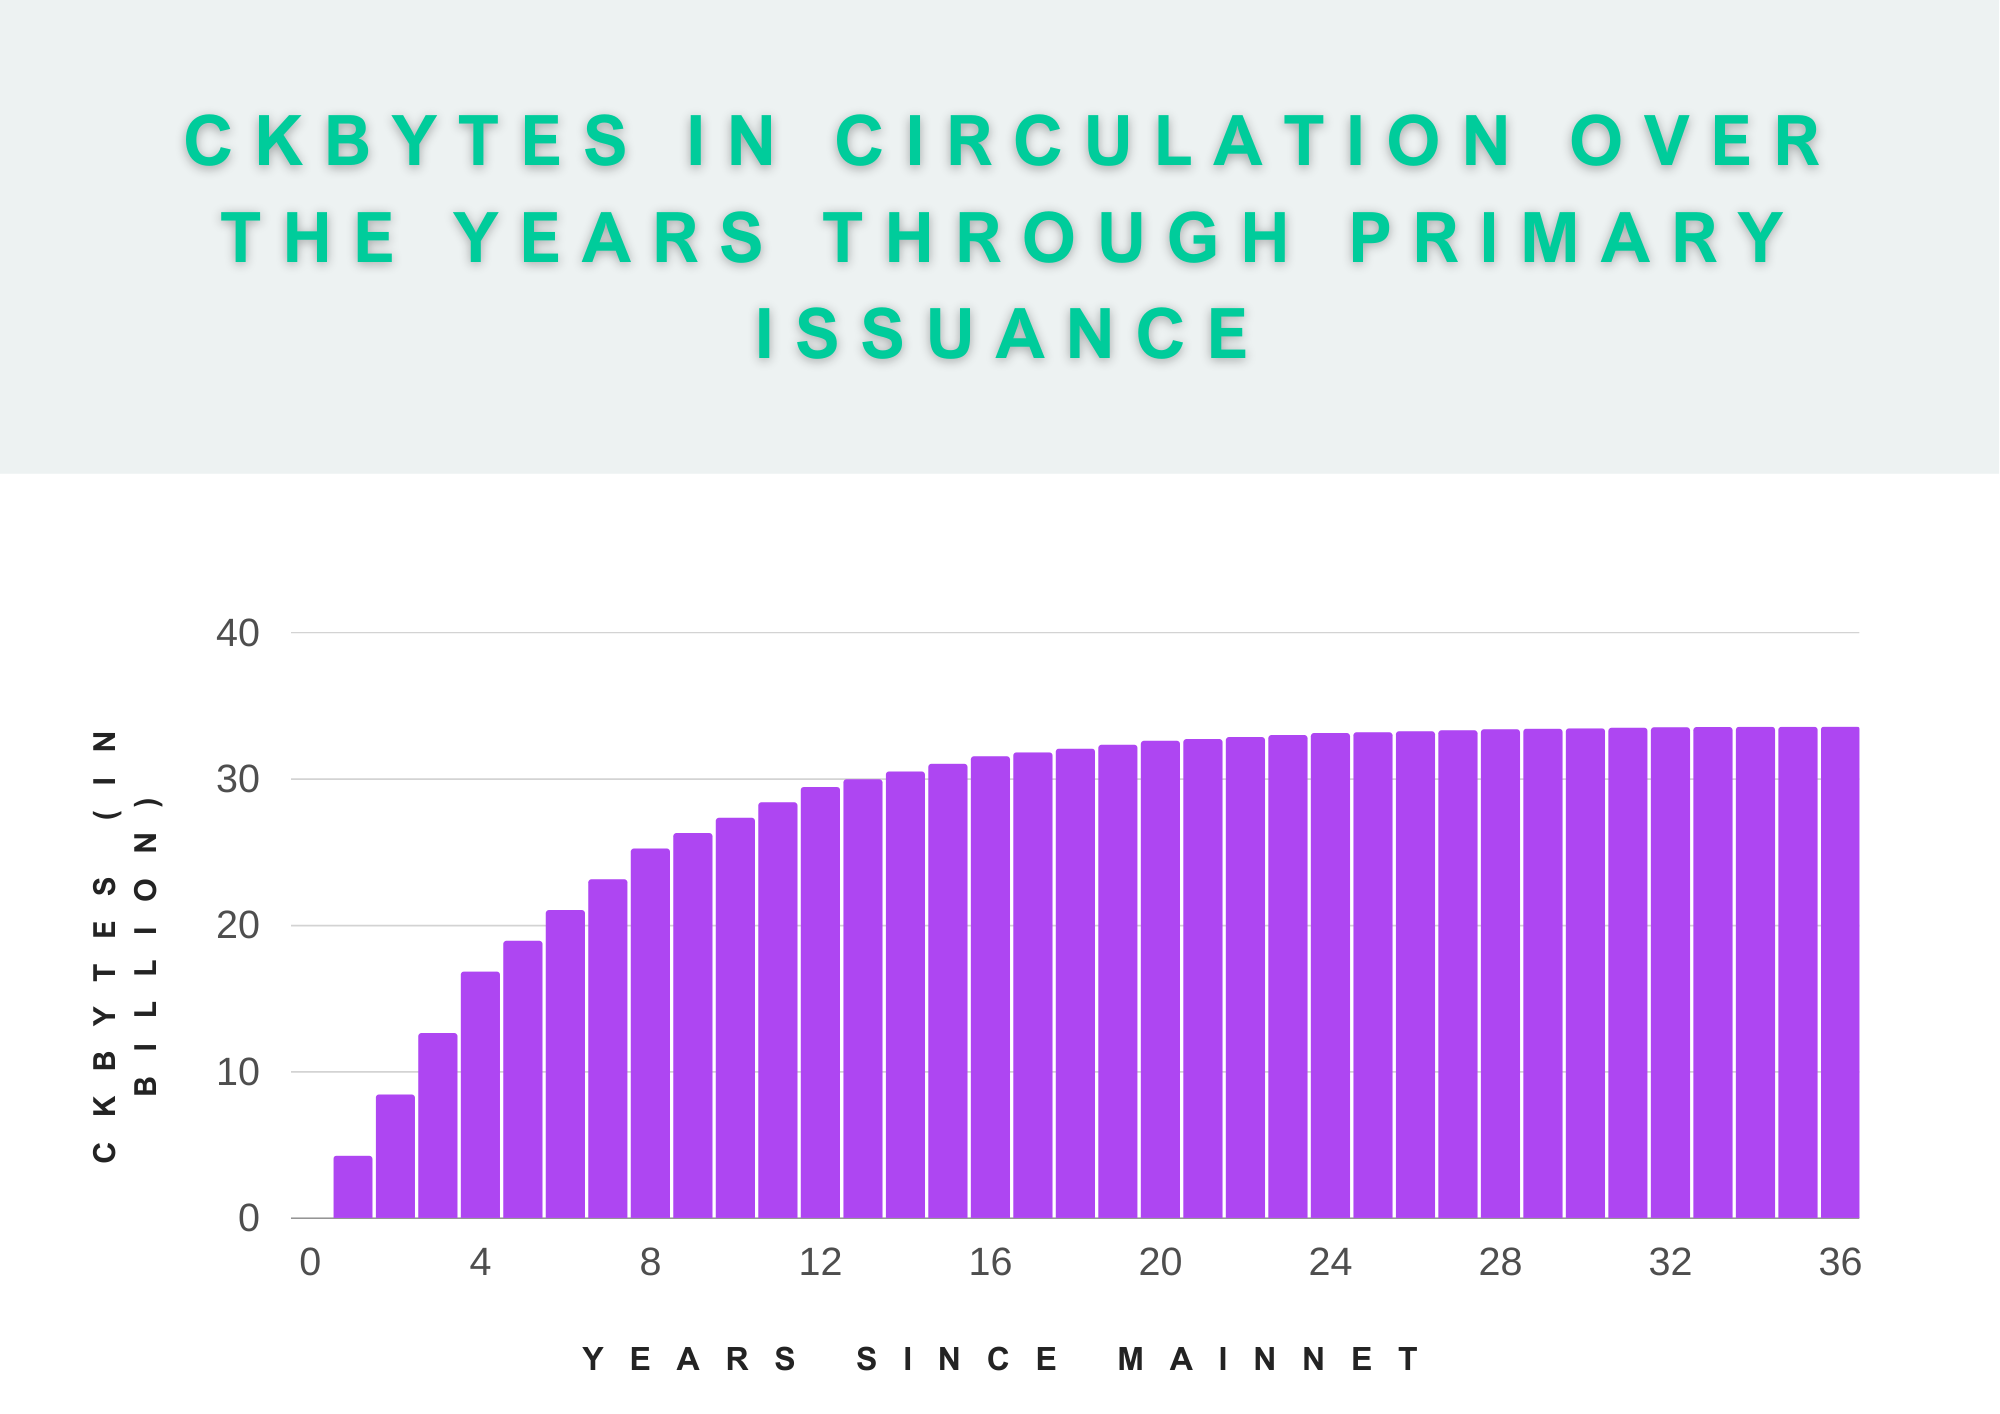 CKBYTES IN CIRCULATION OVER
THE YEARS THROUGH PRIMARY
ISSUANCE
CKBYTES (IN
BILLION)
40
30
20
10
0
0 4 8 12 16 20 24 28 32 36
YEARS SINCE MAINNET